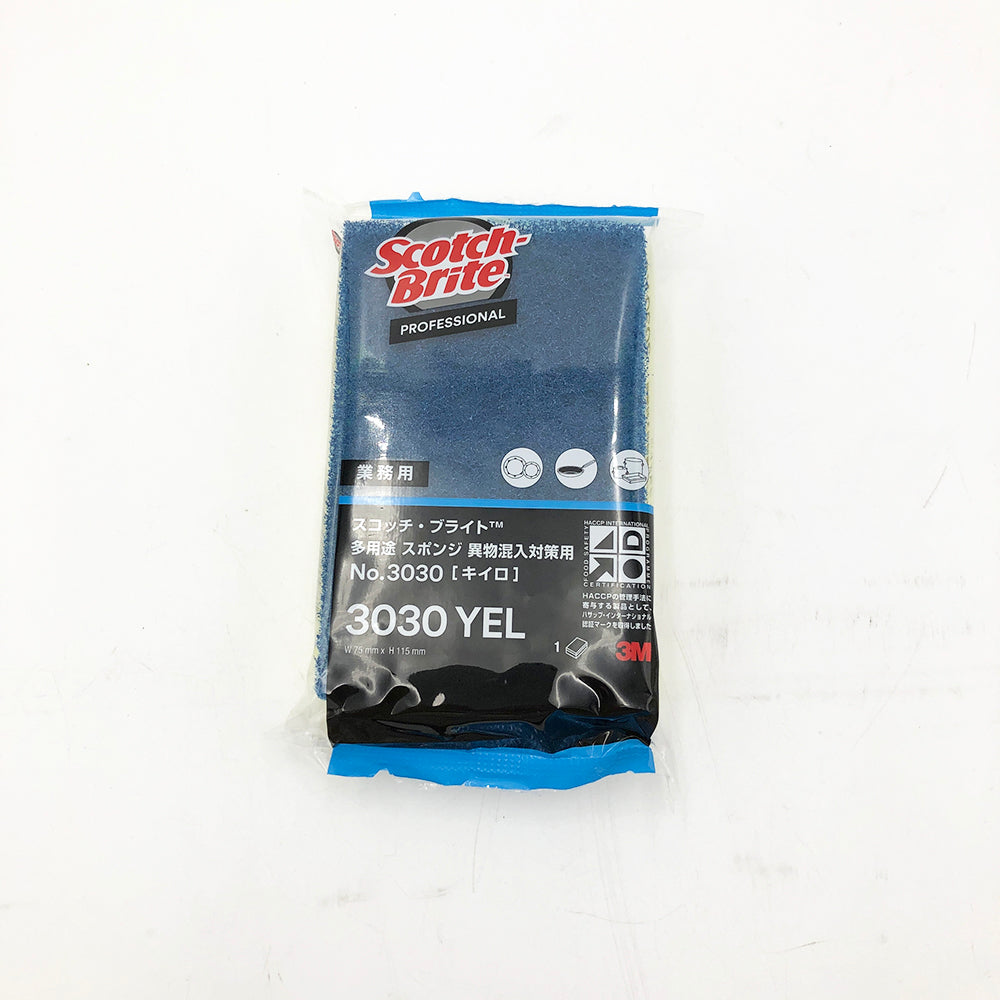 Scotch-
Brite™
PROFESSIONAL
業務用
スコッチ・ブライト™
多用途 スポンジ 異物混入対策用
No.3030 [キイロ]
3030 YEL
W 75 mm x H 115 mm
1
HACCP INTERNATIONAL
FOOD SAFETY
PROGRAMMES
CERTIFICATION
HACCPの管理手法に
寄与する製品として、
ハサップ・インターナショナル
認証マークを取得しました
3M